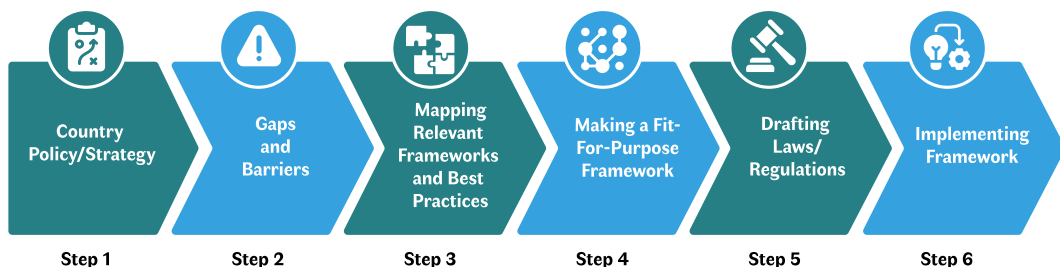 Country
Policy/Strategy
Gaps
and
Barriers
Mapping
Relevant
Frameworks
and Best
Practices
Making a Fit-
For-Purpose
Framework
Drafting
Laws/
Regulations
Implementing
Framework
Step 1
Step 2
Step 3
Step 4
Step 5
Step 6